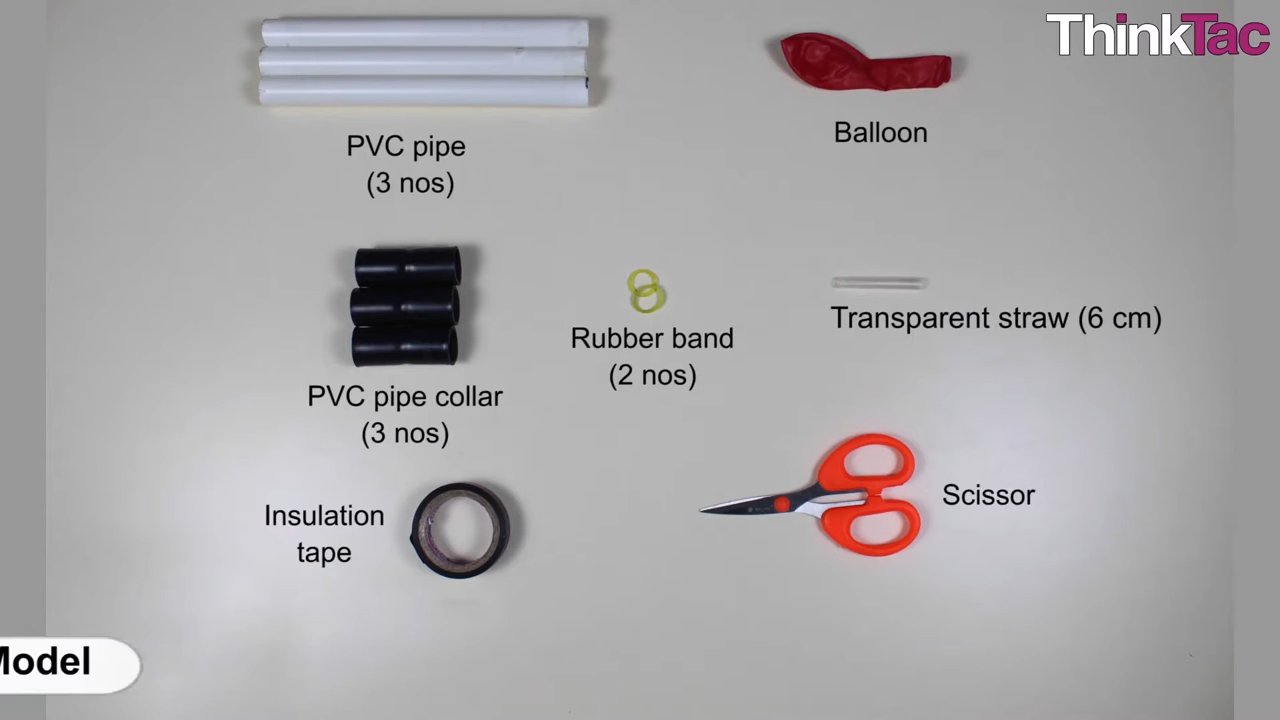 ThinkTac
PVC pipe
(3 nos)
Balloon
PVC pipe collar
(3 nos)
Rubber band
(2 nos)
Transparent straw (6 cm)
Insulation
tape
Scissor
Model